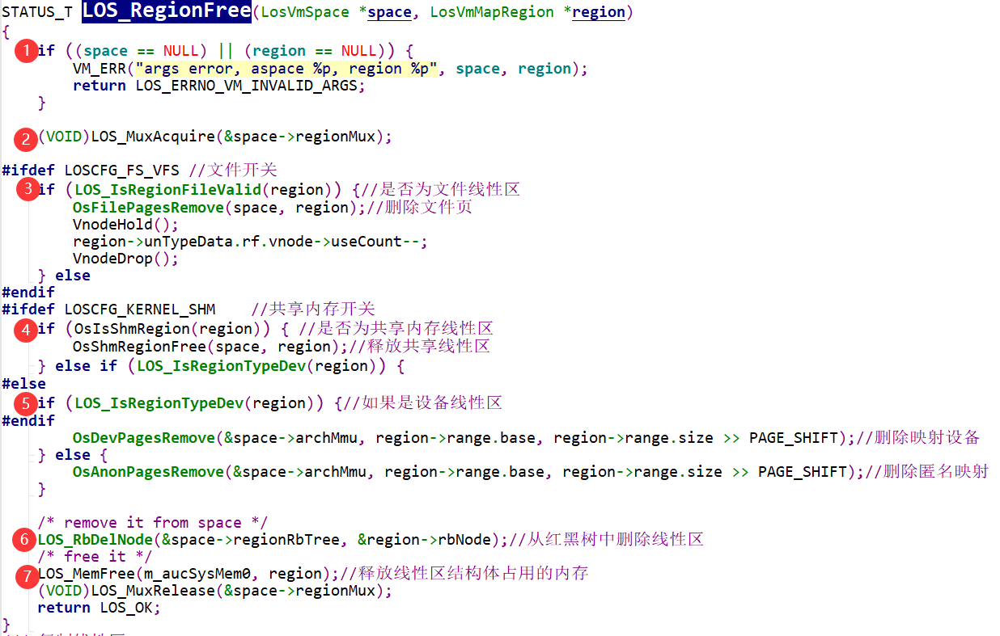 STATUS_T LOS_RegionFree(LosVmSpace *space, LosVmMapRegion *region)
{
1 if ((space == NULL) || (region == NULL)) {
VM_ERR("args error, aspace %p, region %p", space, region);
return LOS_ERRNO_VM_INVALID_ARGS;
}
2 (VOID)LOS_MuxAcquire(&space->regionMux);
#ifdef LOSCFG_FS_VFS //文件开关
3 if (LOS_IsRegionFileValid(region)) {//是否为文件线性区
OsFilePagesRemove(space, region);//删除文件页
VnodeHold();
region->unTypeData.rf.vnode->useCount--;
VnodeDrop();
} else
#endif
#ifdef LOSCFG_KERNEL_SHM //共享内存开关
4 if (OsIsShmRegion(region)) { //是否为共享内存线性区
OsShmRegionFree(space, region);//释放共享线性区
} else if (LOS_IsRegionTypeDev(region)) {
#else
5 if (LOS_IsRegionTypeDev(region)) {//如果是设备线性区
#endif
OsDevPagesRemove(&space->archMmu, region->range.base, region->range.size >> PAGE_SHIFT);//删除映射设备
} else {
OsAnonPagesRemove(&space->archMmu, region->range.base, region->range.size >> PAGE_SHIFT);//删除匿名映射
}
/* remove it from space */
6 LOS_RbDelNode(&space->regionRbTree, &region->rbNode);//从红黑树中删除线性区
/* free it */
7 LOS_MemFree(m_aucSysMem0, region);//释放线性区结构体占用的内存
(VOID)LOS_MuxRelease(&space->regionMux);
return LOS_OK;
}